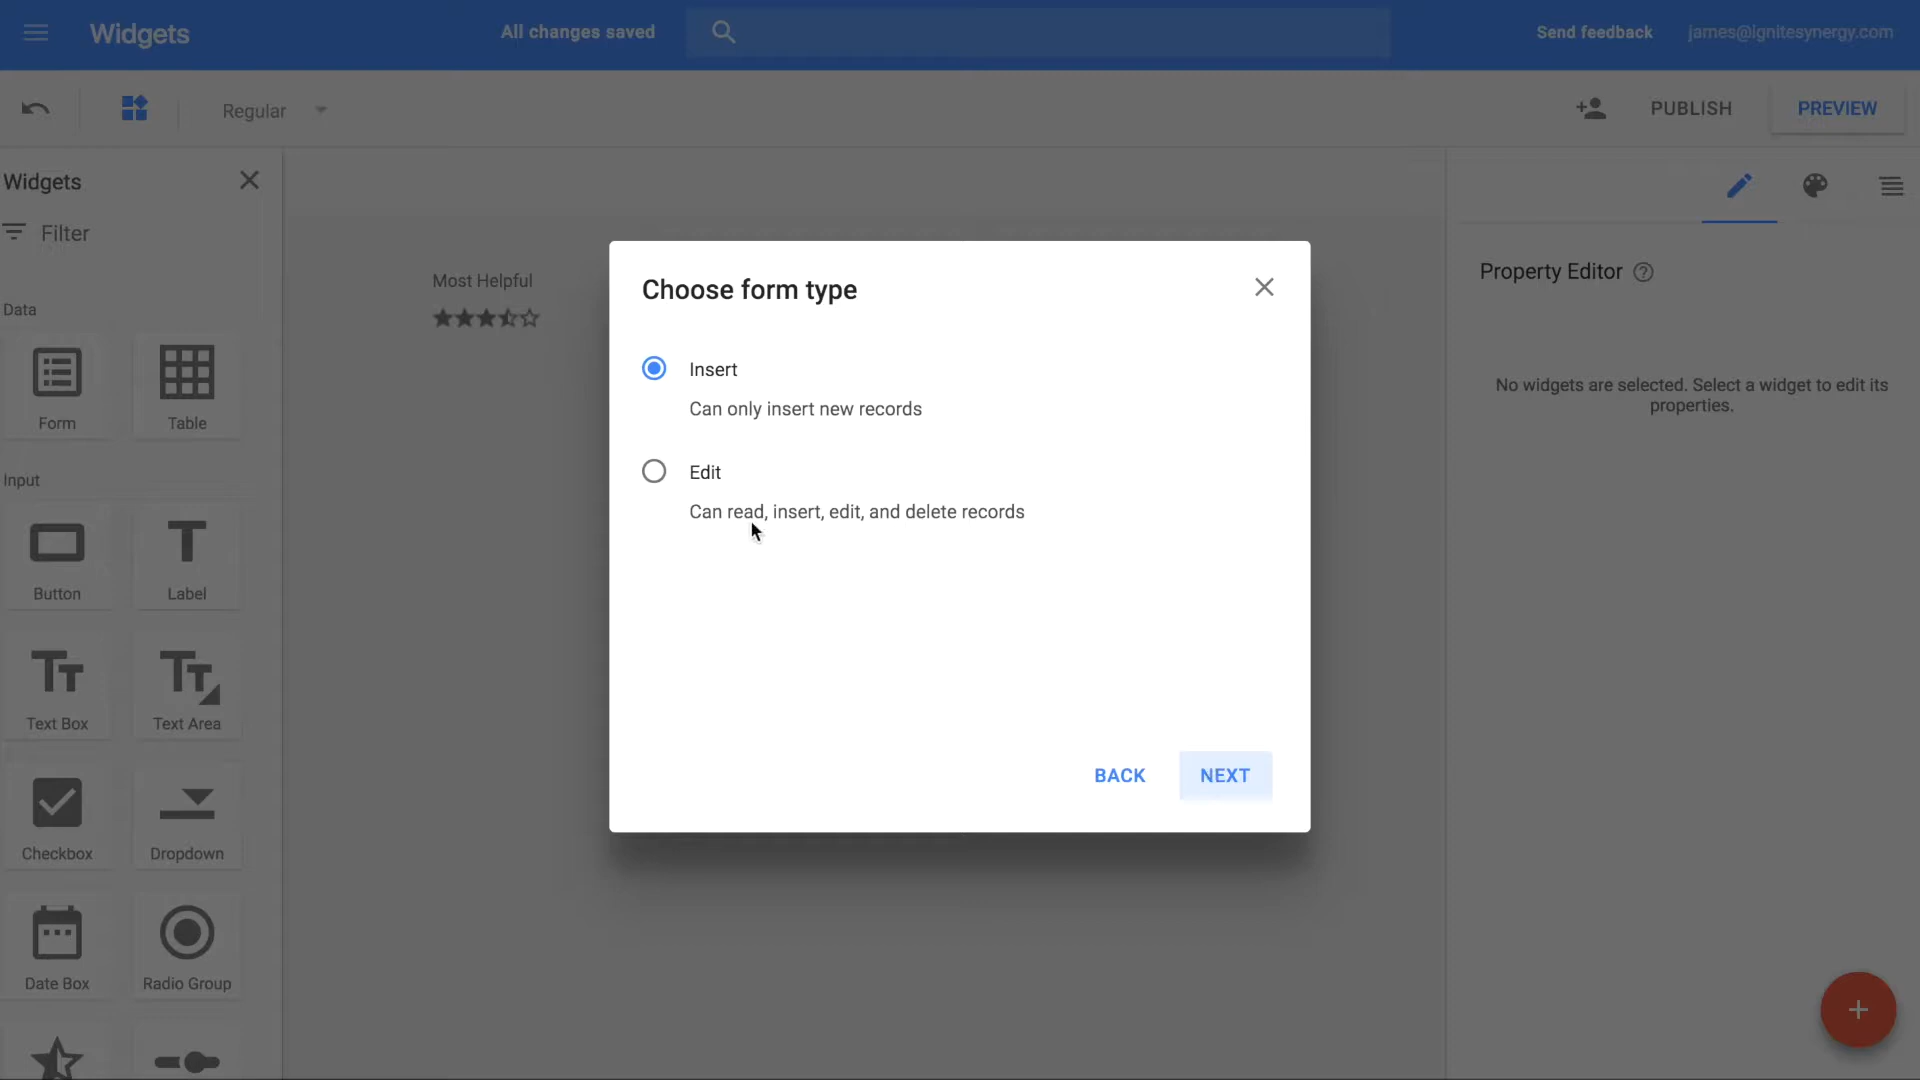 Widgets
All changes saved
Send feedback
james@ignitesynergy.com
Regular
PUBLISH
PREVIEW
Widgets
Filter
Data
Form
Table
Input
Button
Label
Text Box
Text Area
Checkbox
Dropdown
Date Box
Radio Group
Most Helpful
Choose form type
Insert
Can only insert new records
Edit
Can read, insert, edit, and delete records
BACK
NEXT
Property Editor
No widgets are selected. Select a widget to edit its
properties.